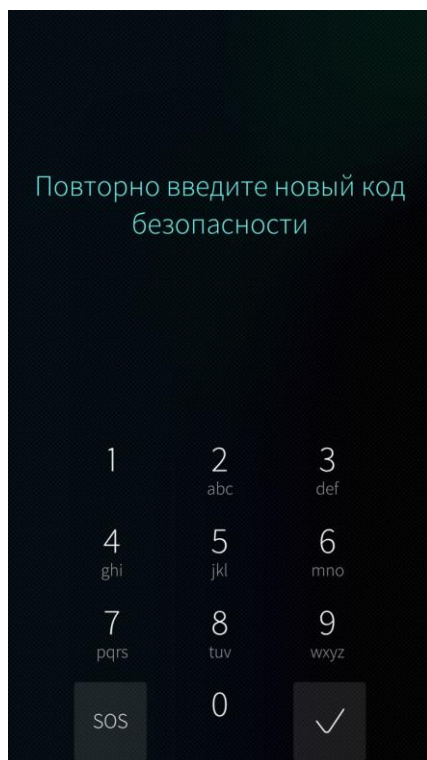 Повторно введите новый код
безопасности
1 2 3
abc def
4 5 6
ghi jkl mno
7 8 9
pqrs tuv wxyz
SOS 0